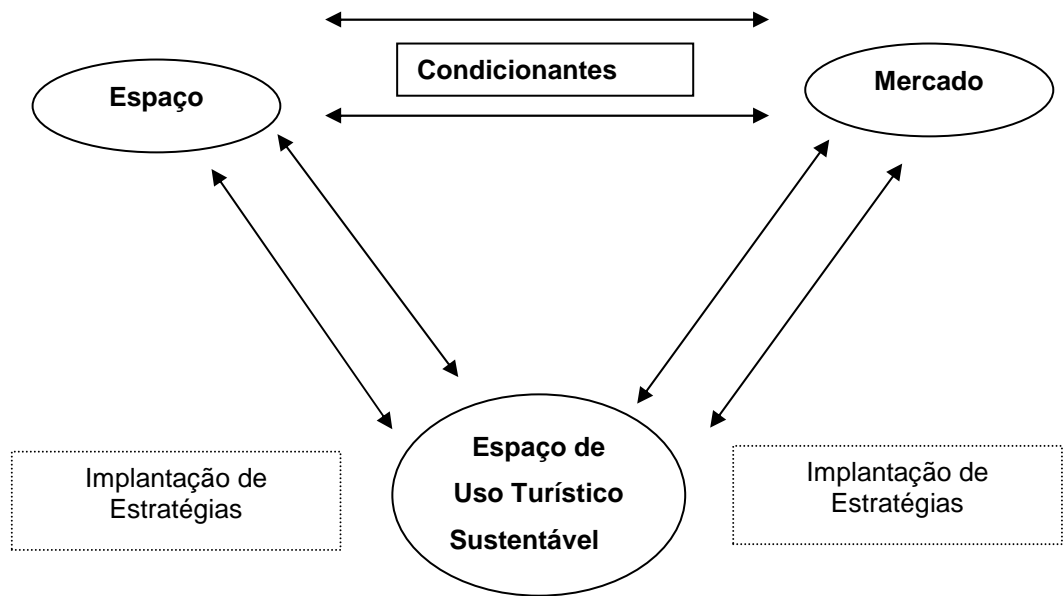 Espaço
Condicionantes
Mercado
Espaço de
Uso Turístico
Sustentável
Implantação de
Estratégias
Implantação de
Estratégias